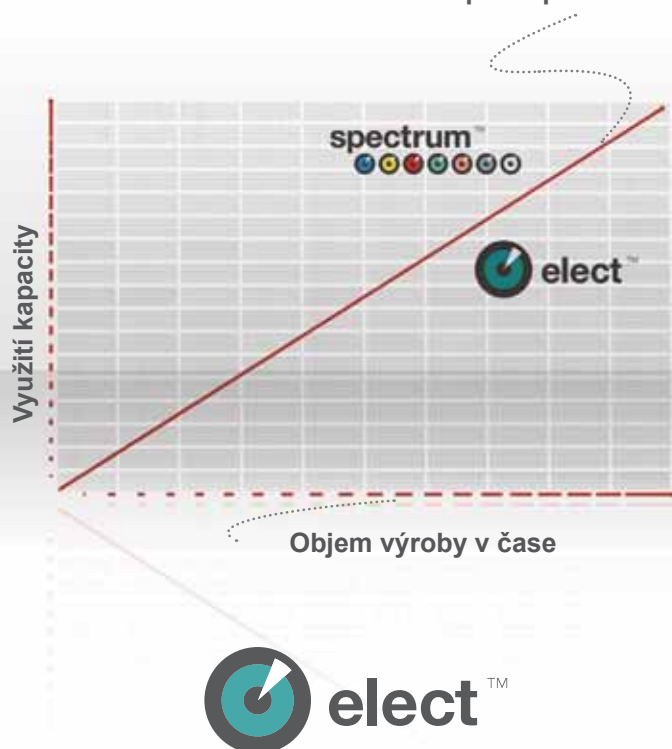 spectrum™
elect™
Využití kapacity
Objem výroby v čase
elect™